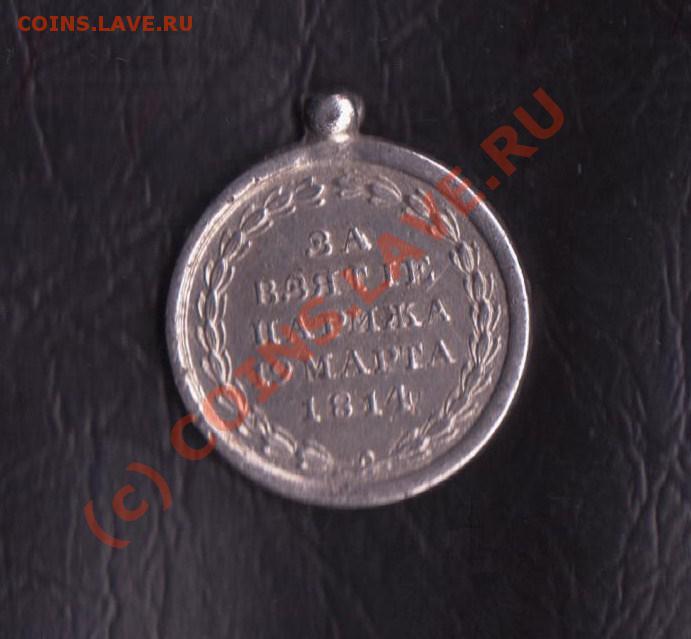 COINS.LAVE.RU
ЗА
ВЗЯТІЕ
ПАРИЖА
19 МАРТА
1814
(c) COINS.LAVE.RU